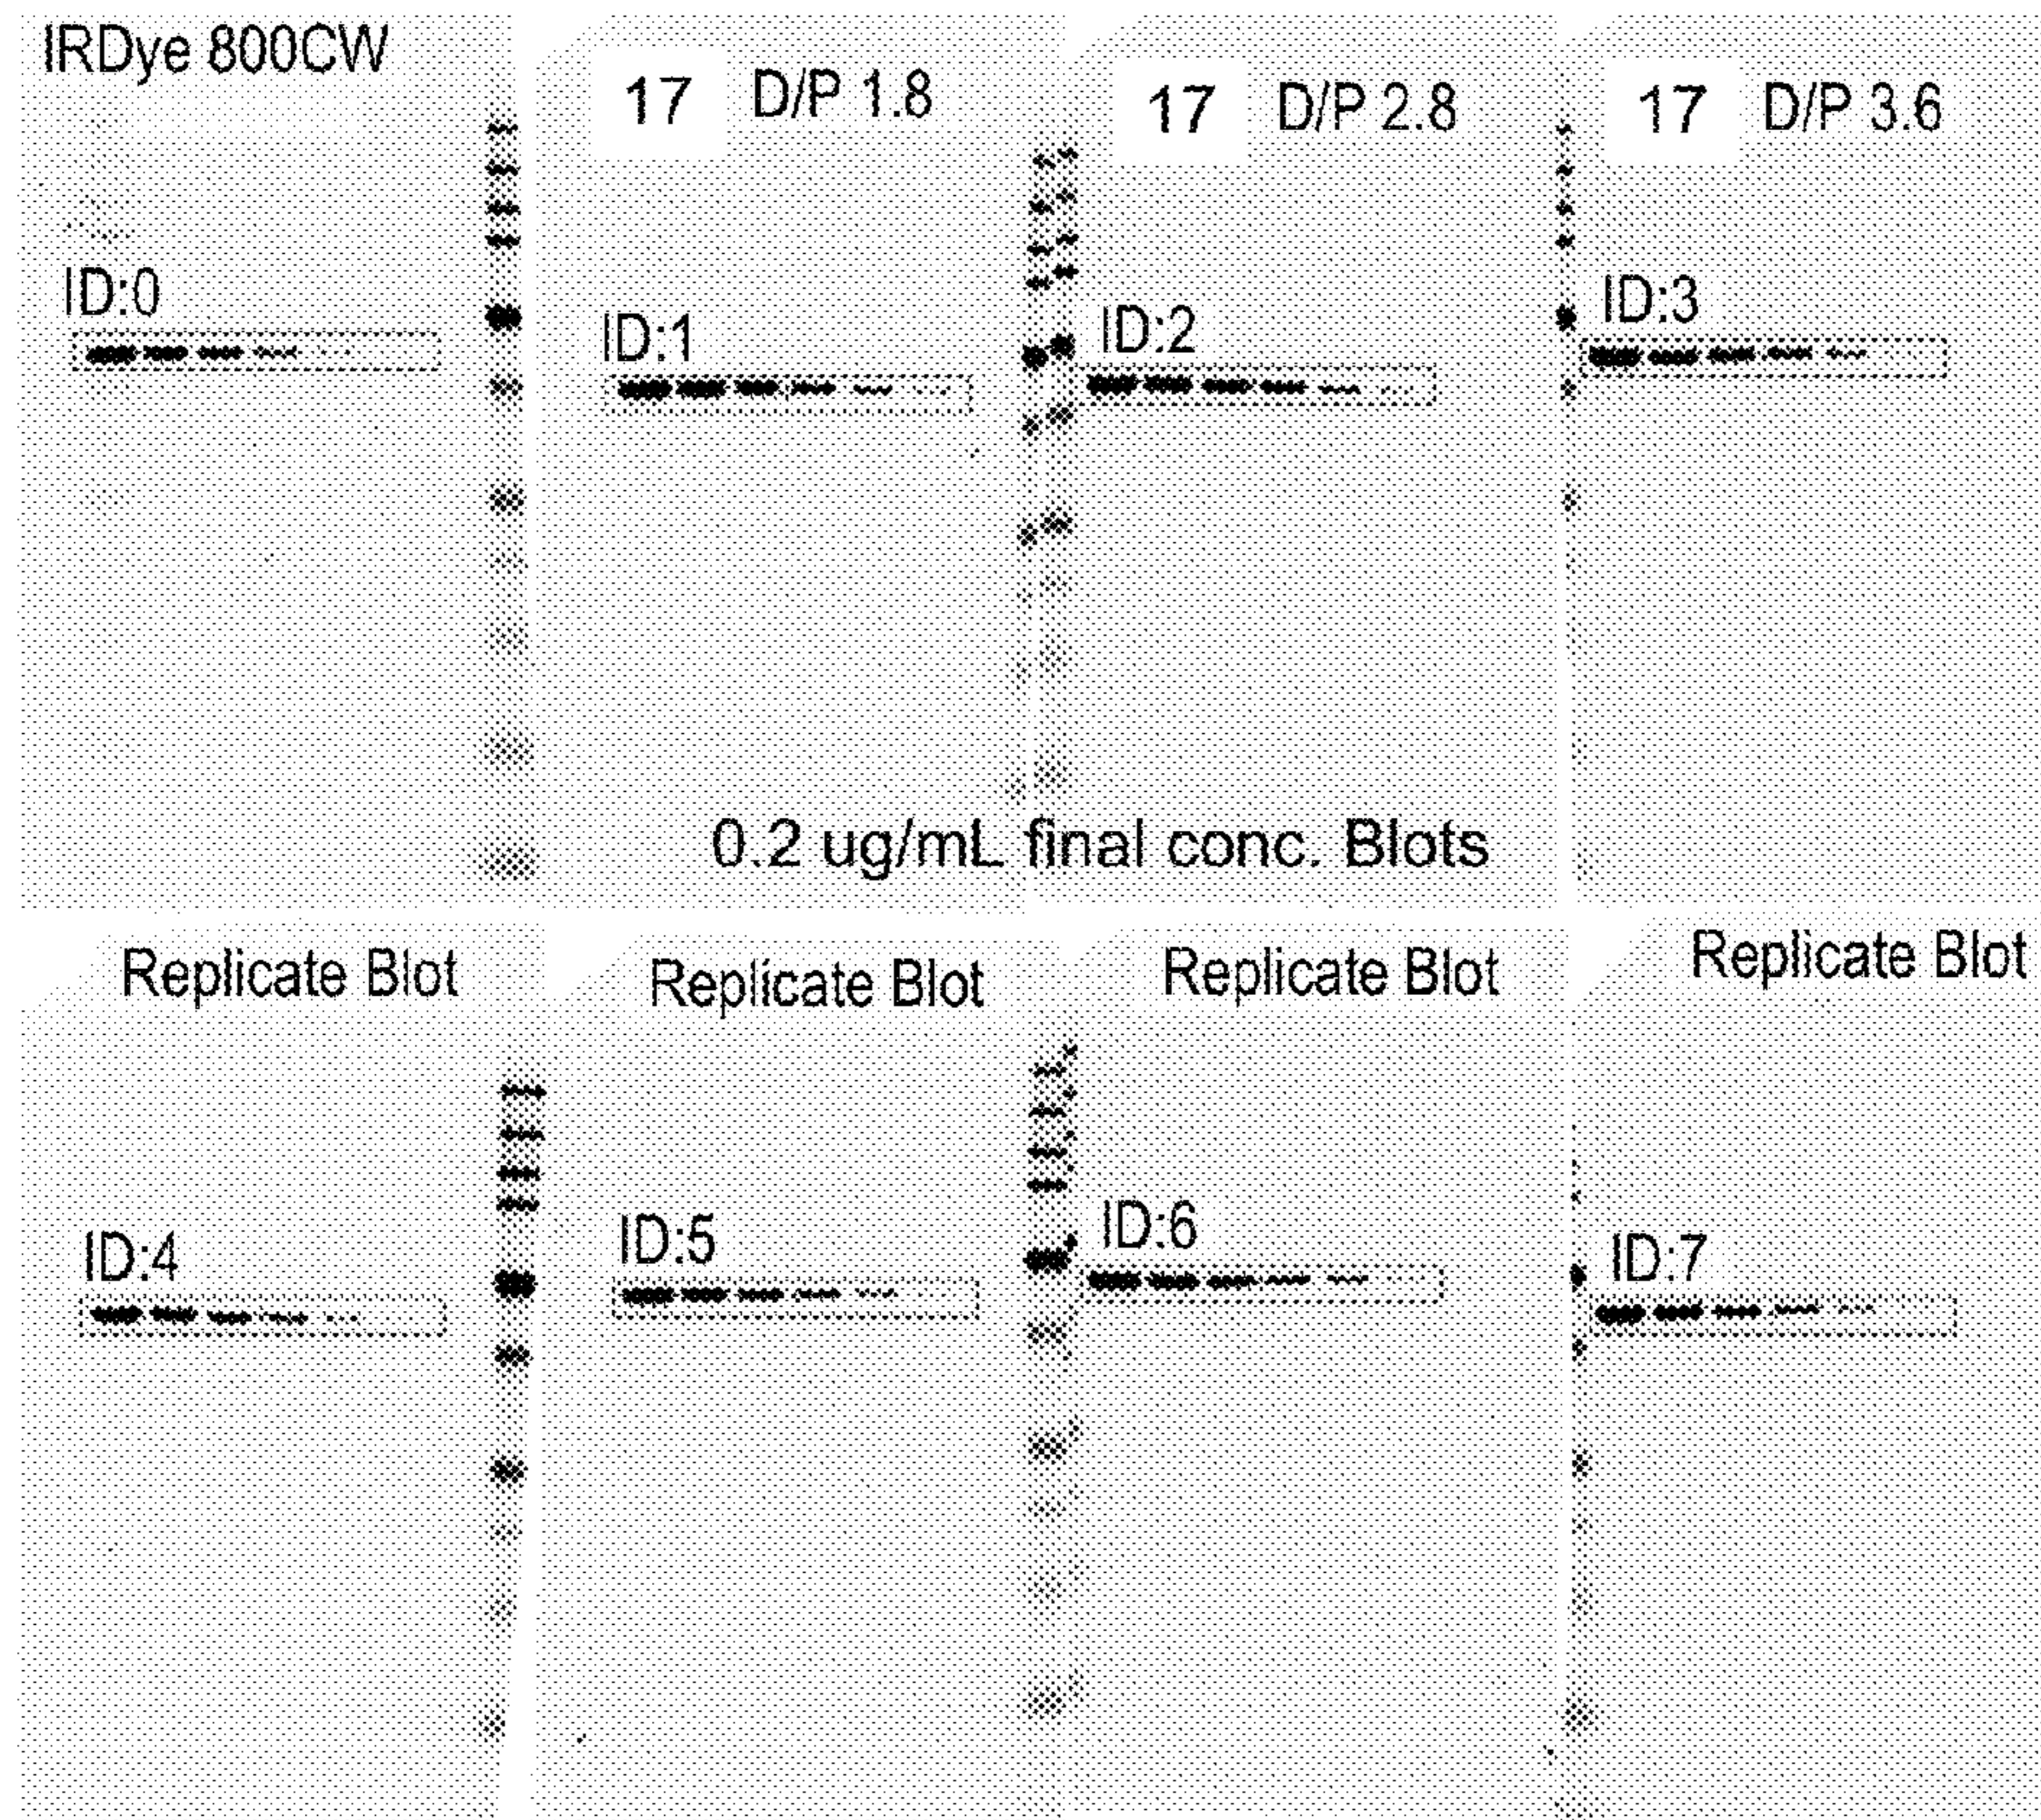 IRDye 800CW
17 D/P 1.8
17 D/P 2.8
17 D/P 3.6
ID:0
ID:1
ID:2
ID:3
0.2 ug/mL final conc. Blots
Replicate Blot
Replicate Blot
Replicate Blot
Replicate Blot
ID:4
ID:5
ID:6
ID:7